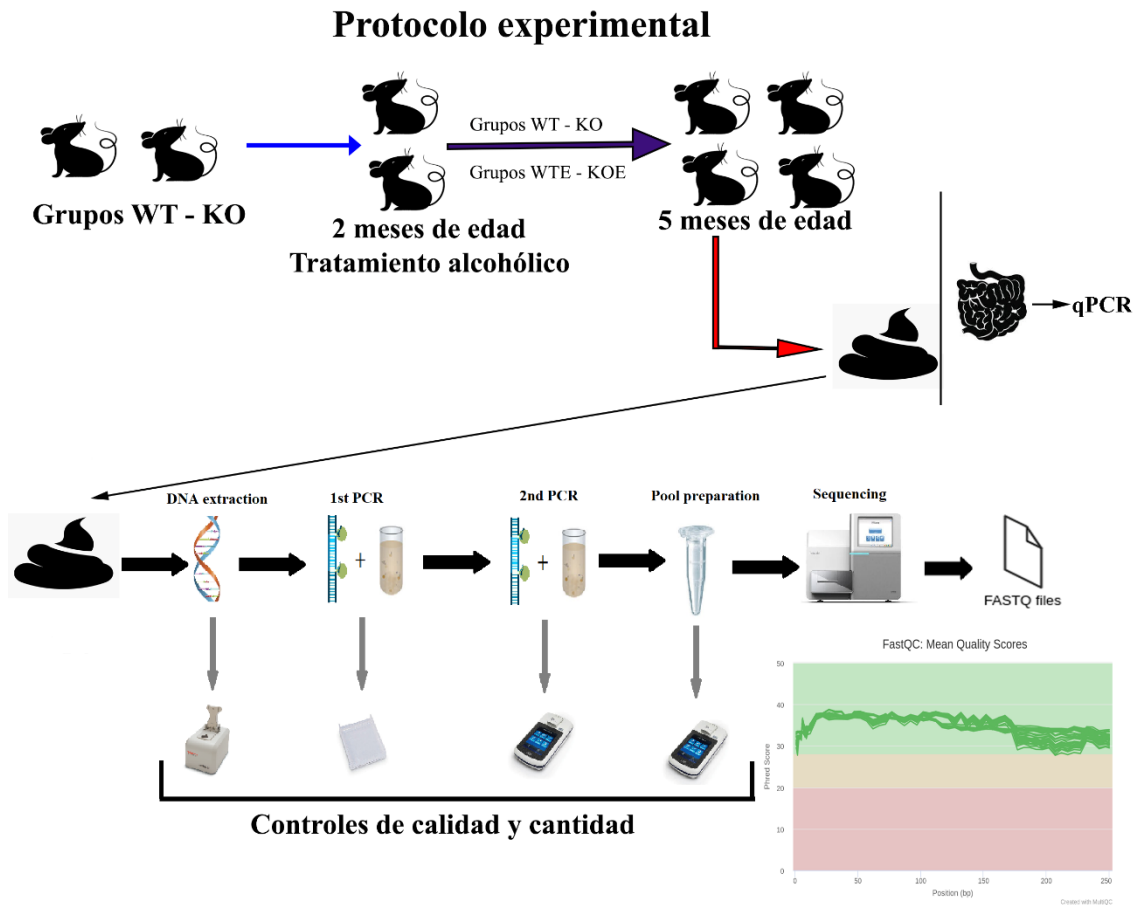 Protocolo experimental
Grupos WT - KO
Grupos WTE - KOE
Grupos WT - KO
2 meses de edad
Tratamiento alcohólico
5 meses de edad
qPCR
DNA extraction
1st PCR
2nd PCR
Pool preparation
Sequencing
+
+
FASTQ files
Controles de calidad y cantidad
FastQC: Mean Quality Scores
Phred Score
50
40
30
20
10
0
0
50
100
150
200
250
Position (bp)
Created with MultiQC